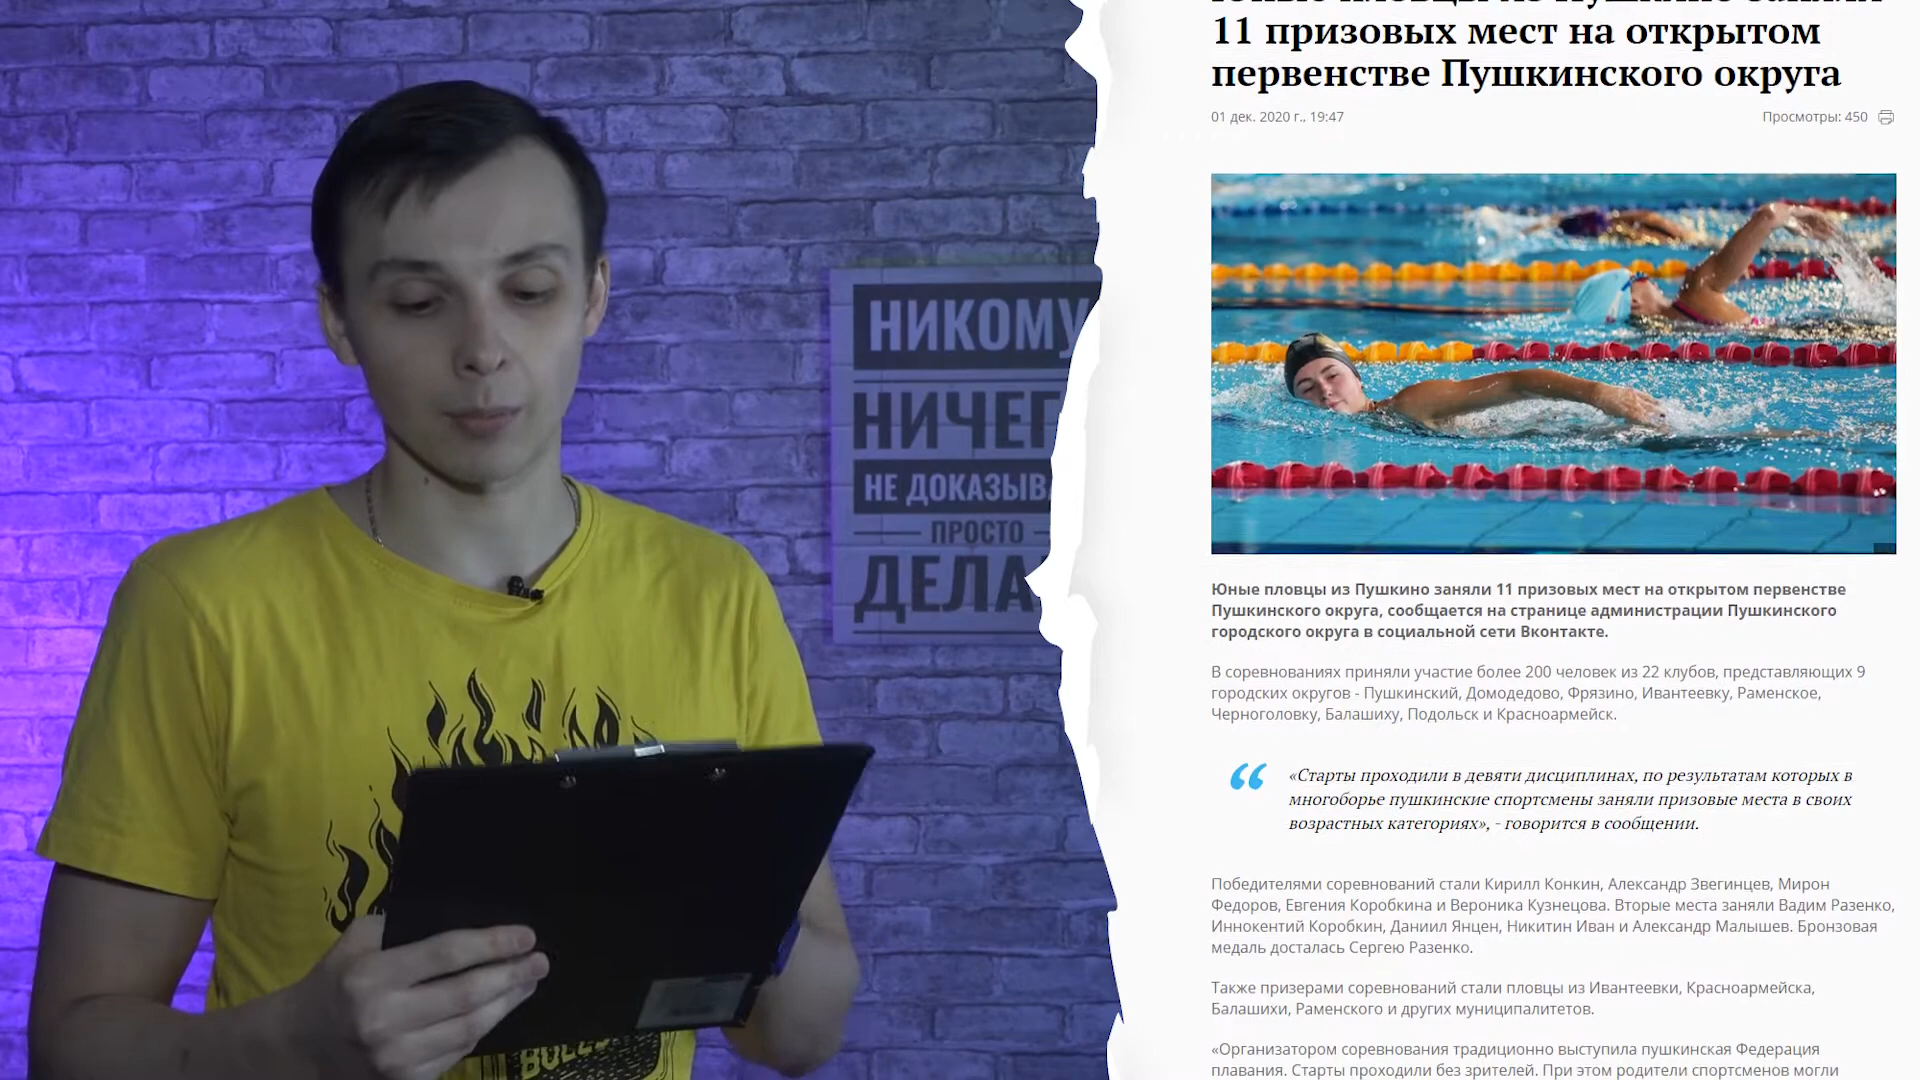 НИКОМУ
НИЧЕГ
НЕ ДОКАЗЫВА
ПРОСТО
ДЕЛА
11 призовых мест на открытом
первенстве Пушкинского округа
01 дек. 2020 г., 19:47
Просмотры: 450
Юные пловцы из Пушкино заняли 11 призовых мест на открытом первенстве
Пушкинского округа, сообщается на странице администрации Пушкинского
городского округа в социальной сети Вконтакте.
В соревнованиях приняли участие более 200 человек из 22 клубов, представляющих 9
городских округов - Пушкинский, Домодедово, Фрязино, Ивантеевку, Раменское,
Черноголовку, Балашиху, Подольск и Красноармейск.
«Старты проходили в девяти дисциплинах, по результатам которых в
многоборье пушкинские спортсмены заняли призовые места в своих
возрастных категориях», - говорится в сообщении.
Победителями соревнований стали Кирилл Конкин, Александр Звегинцев, Мирон
Федоров, Евгения Коробкина и Вероника Кузнецова. Вторые места заняли Вадим Разенко,
Иннокентий Коробкин, Даниил Янцен, Никитин Иван и Александр Малышев. Бронзовая
медаль досталась Сергею Разенко.
Также призерами соревнований стали пловцы из Ивантеевки, Красноармейска,
Балашихи, Раменского и других муниципалитетов.
«Организатором соревнования традиционно выступила пушкинская Федерация
плавания. Старты проходили без зрителей. При этом родители спортсменов могли